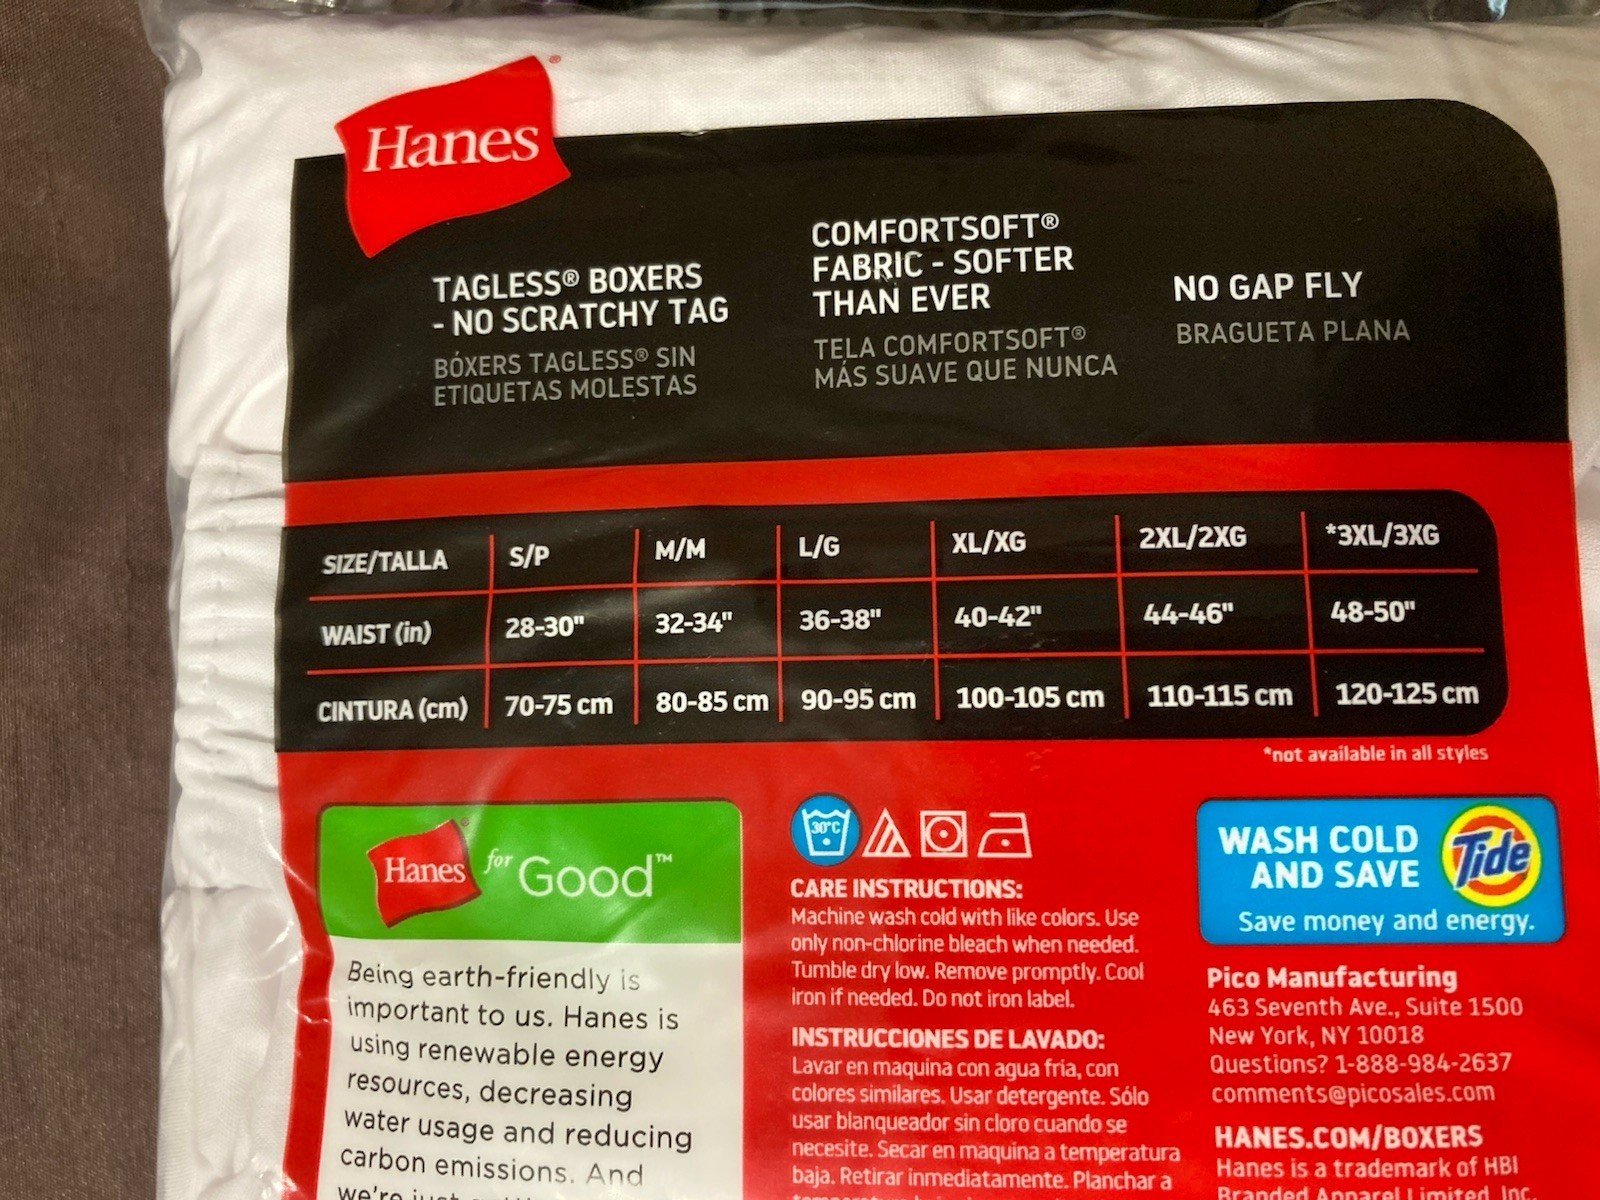 Hanes®
TAGLESS® BOXERS
- NO SCRATCHY TAG
BÓXERS TAGLESS® SIN
ETIQUETAS MOLESTAS
COMFORTSOFT®
FABRIC - SOFTER
THAN EVER
TELA COMFORTSOFT®
MÁS SUAVE QUE NUNCA
NO GAP FLY
BRAGUETA PLANA
SIZE/TALLA S/P M/M L/G XL/XG 2XL/2XG *3XL/3XG
WAIST (in) 28-30" 32-34" 36-38" 40-42" 44-46" 48-50"
CINTURA (cm) 70-75 cm 80-85 cm 90-95 cm 100-105 cm 110-115 cm 120-125 cm
*not available in all styles
Hanes® for Good™
Being earth-friendly is
important to us. Hanes is
using renewable energy
resources, decreasing
water usage and reducing
carbon emissions. And
we're just
30°C
CARE INSTRUCTIONS:
Machine wash cold with like colors. Use
only non-chlorine bleach when needed.
Tumble dry low. Remove promptly. Cool
iron if needed. Do not iron label.
INSTRUCCIONES DE LAVADO:
Lavar en maquina con agua fria, con
colores similares. Usar detergente. Sólo
usar blanqueador sin cloro cuando se
necesite. Secar en maquina a temperatura
baja. Retirar inmediatamente. Planchar a
WASH COLD
AND SAVE
Tide
Save money and energy.
Pico Manufacturing
463 Seventh Ave., Suite 1500
New York, NY 10018
Questions? 1-888-984-2637
comments@picosales.com
HANES.COM/BOXERS
Hanes is a trademark of HBI
Branded Apparel Limited, Inc.